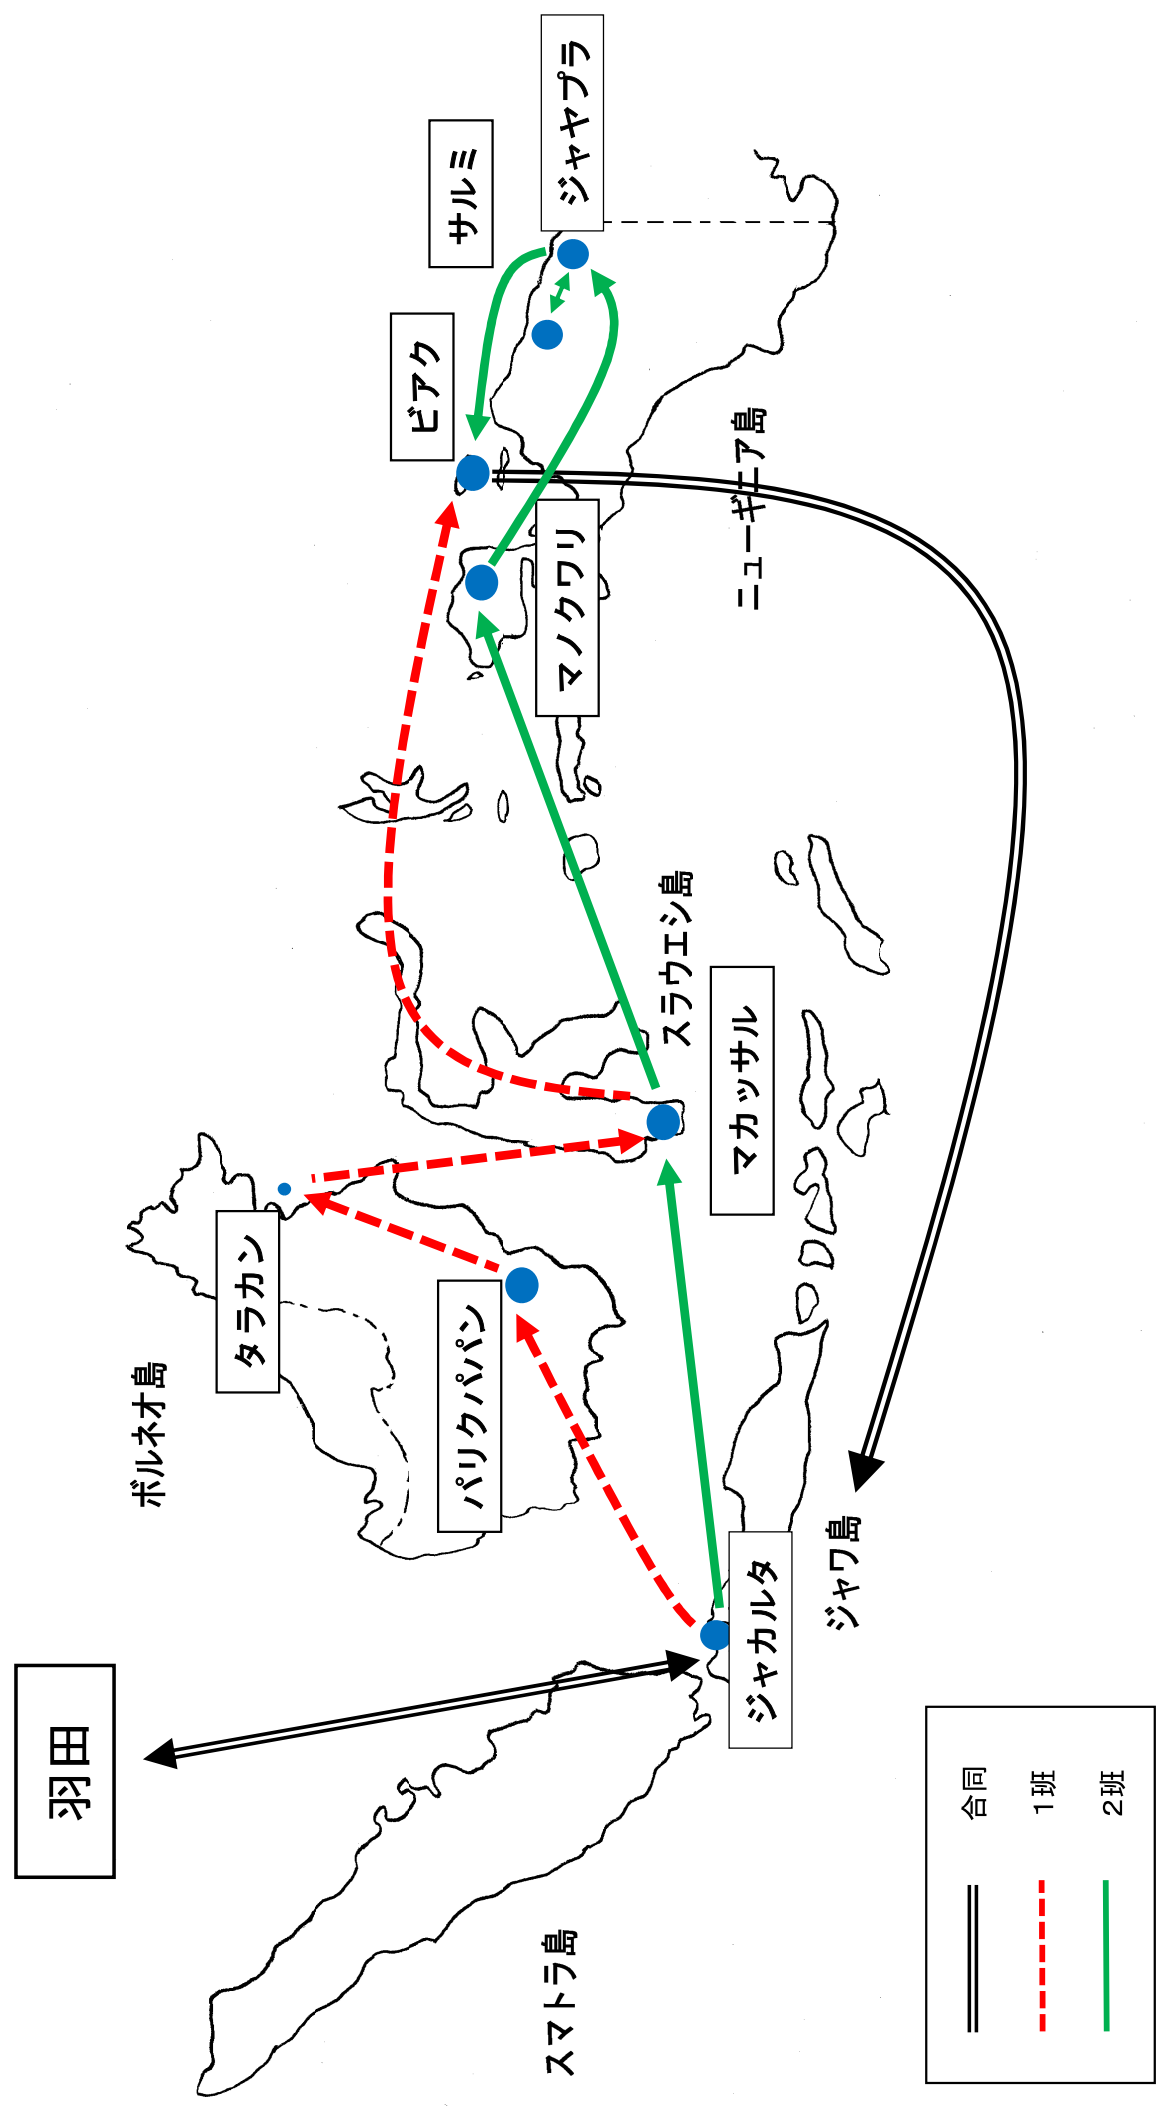 羽田
ボルネオ島
タラカン
パリクパパン
ビアク
サルミ
ジャヤプラ
マノクワリ
ニューギニア島
スラウエシ島
マカッサル
スマトラ島
ジャカルタ
ジャワ島
合同
1班
2班